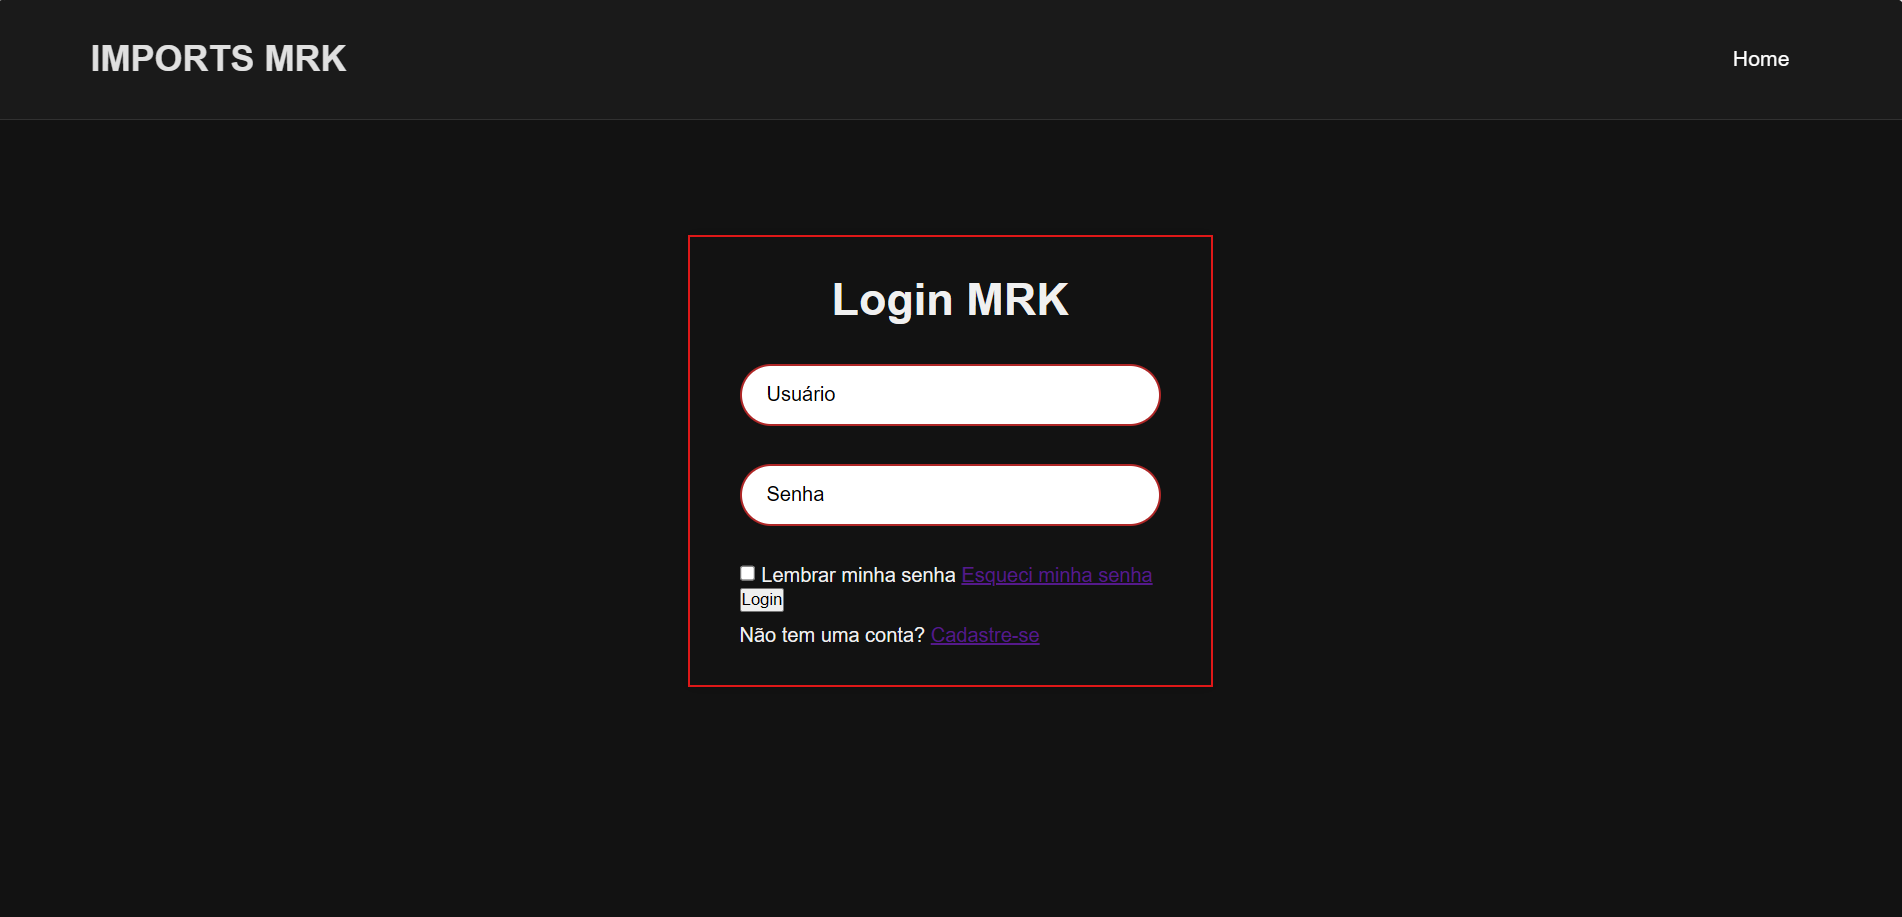 IMPORTS MRK
Home
Login MRK
Usuário
Senha
Lembrar minha senha Esqueci minha senha
Login
Não tem uma conta? Cadastre-se